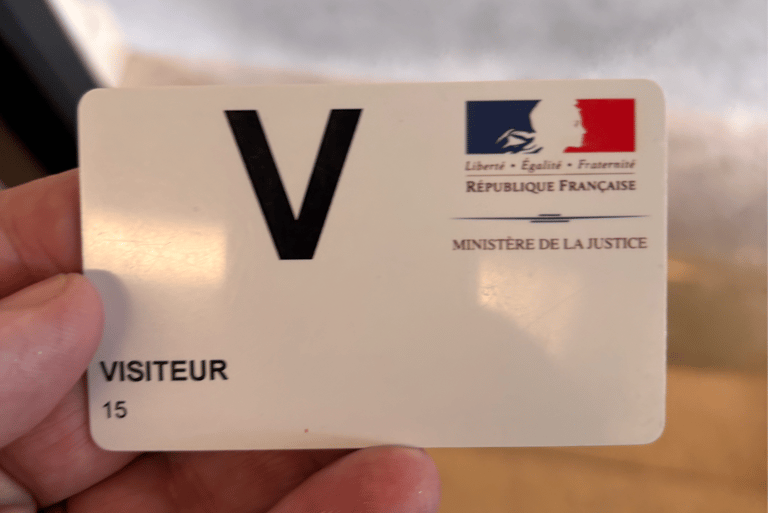 V
Liberté • Égalité • Fraternité
RÉPUBLIQUE FRANÇAISE
MINISTÈRE DE LA JUSTICE
VISITEUR
15